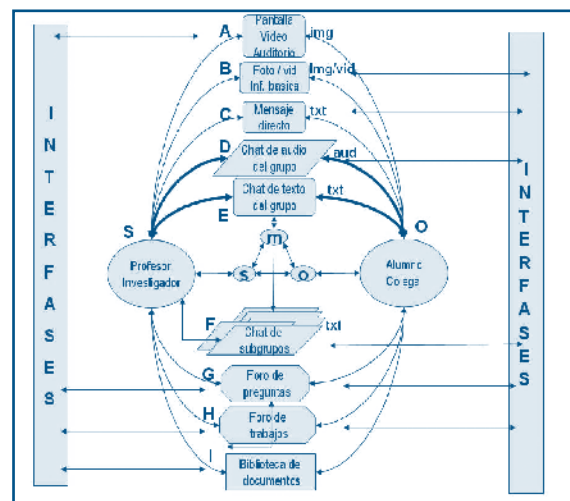 INTERFASES
A
Pantalla
Video
Auditorio
img
B
Foto / vid
Inf. basica
Img/vid
C
Mensaje
directo
txt
D
Chat de audio
del grupo
aud
E
Chat de texto
del grupo
txt
S
O
m
Profesor
Investigador
s
o
Alumno
Colega
F
Chat de
subgrupos
txt
G
Foro de
preguntas
H
Foro de
trabajos
I
Biblioteca de
documentos
INTERFASES